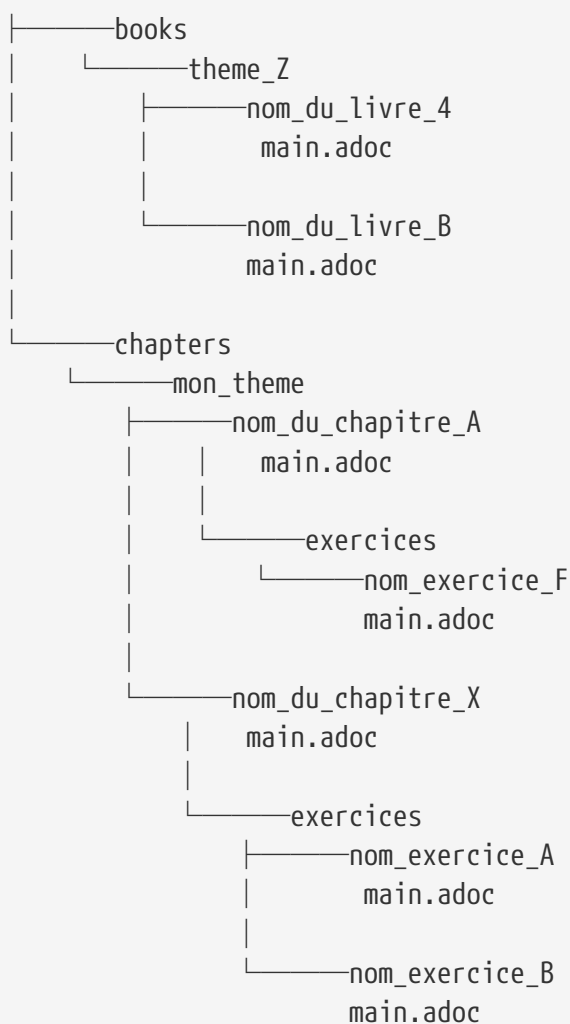 ├──────books
│    └──────theme_Z
│        ├──────nom_du_livre_4
│        │       main.adoc
│        │
│        └──────nom_du_livre_B
│                main.adoc
│
└──────chapters
    └──────mon_theme
        ├──────nom_du_chapitre_A
        │    │    main.adoc
        │    │
        │    └──────exercices
        │        └──────nom_exercice_F
        │                main.adoc
        │
        └──────nom_du_chapitre_X
            │    main.adoc
            │
            └──────exercices
                ├──────nom_exercice_A
                │       main.adoc
                │
                └──────nom_exercice_B
                        main.adoc